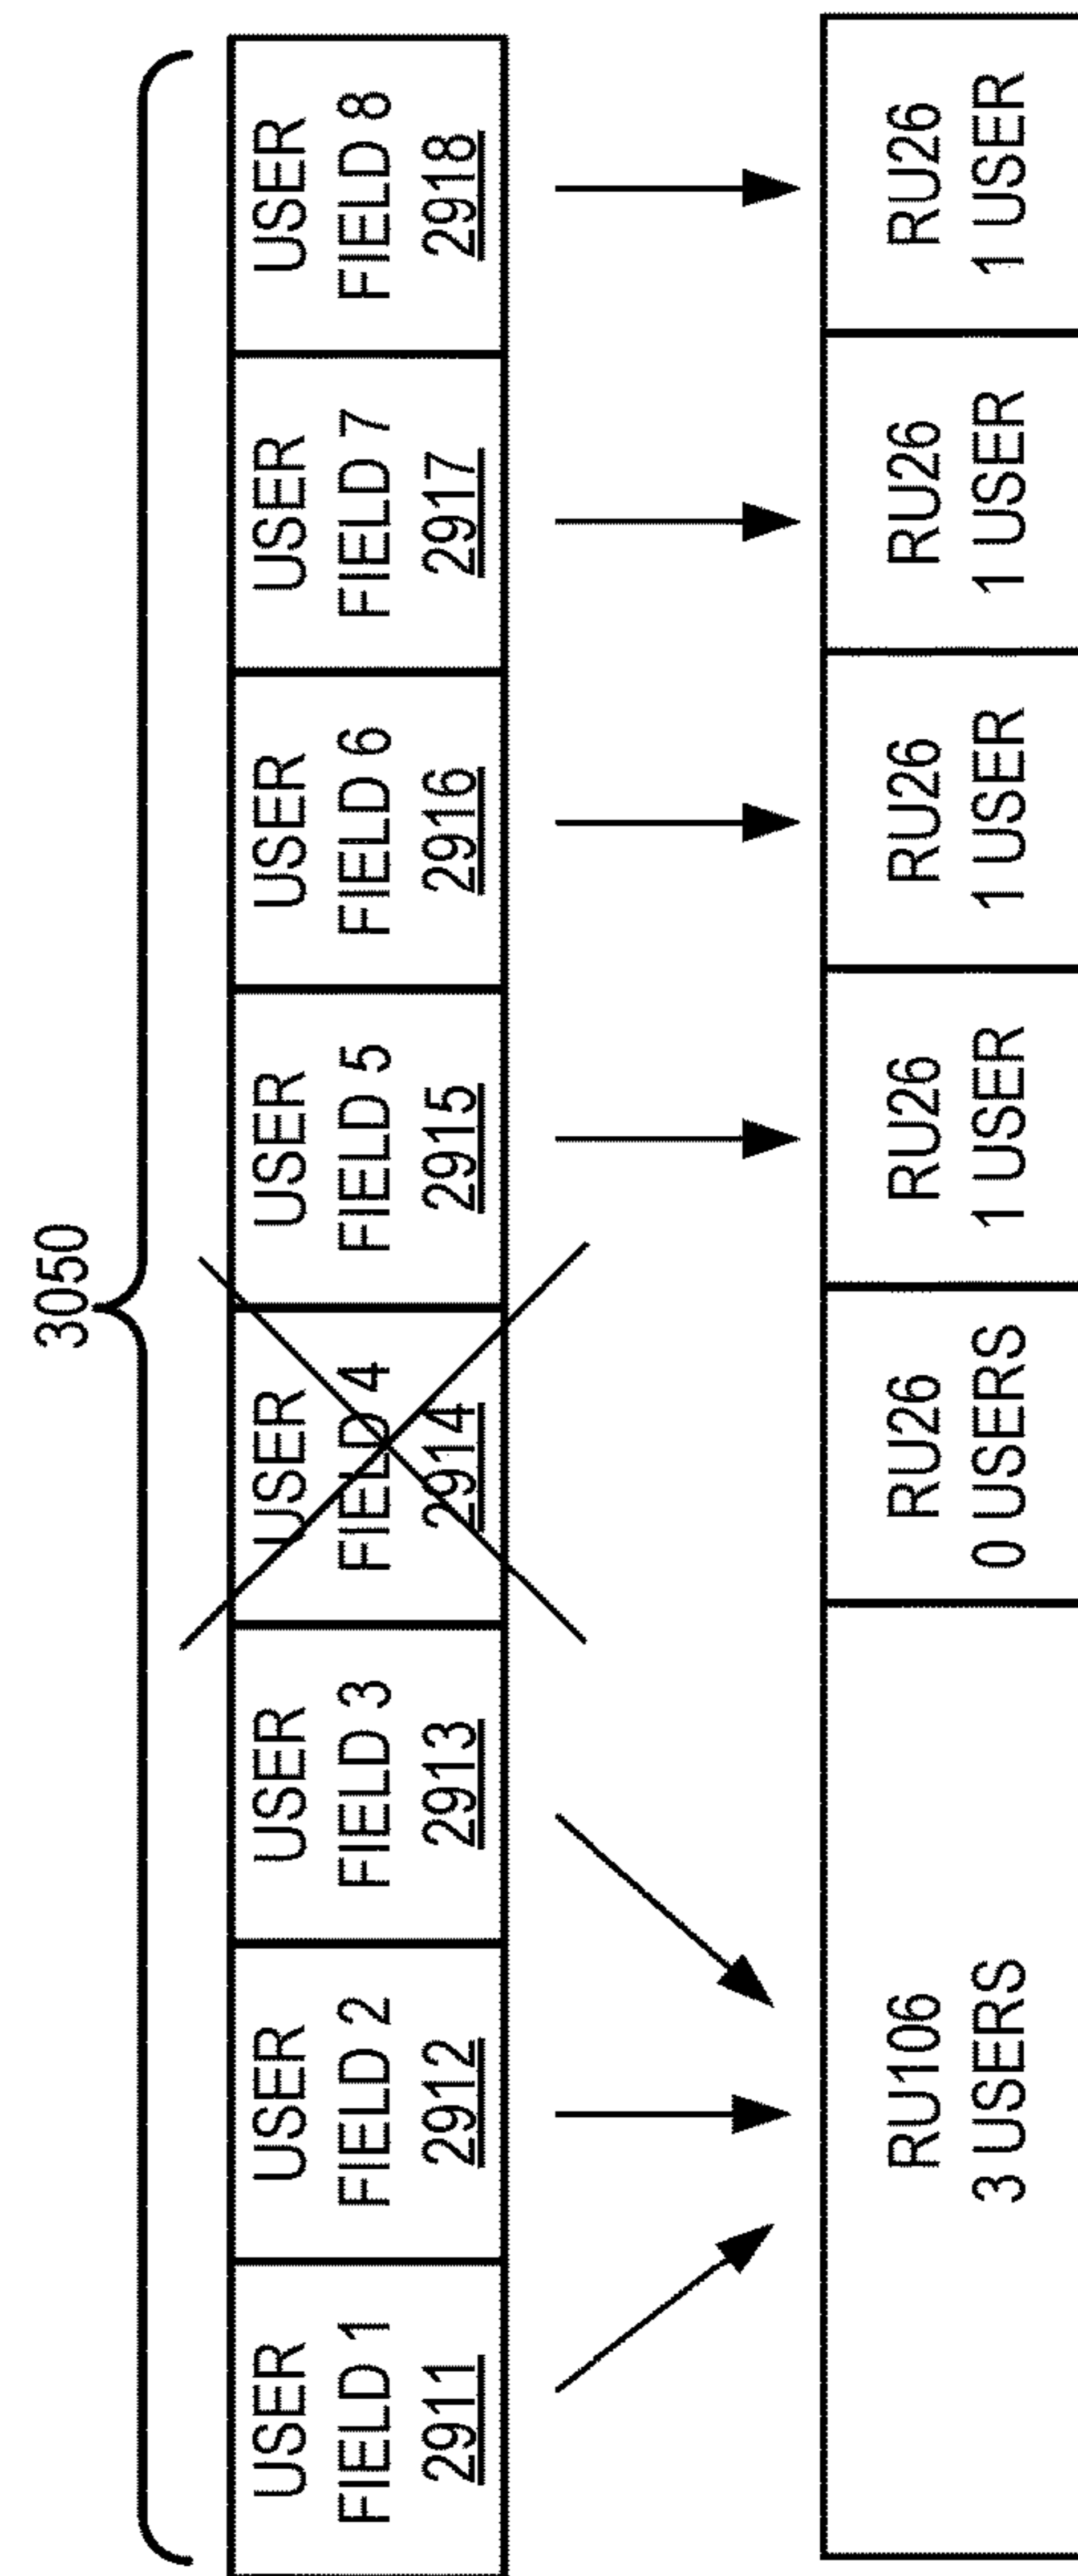 3050
USER
FIELD 1
2911
USER
FIELD 2
2912
USER
FIELD 3
2913
USER
FIELD 4
2914
USER
FIELD 5
2915
USER
FIELD 6
2916
USER
FIELD 7
2917
USER
FIELD 8
2918
RU106
3 USERS
RU26
0 USERS
RU26
1 USER
RU26
1 USER
RU26
1 USER
RU26
1 USER